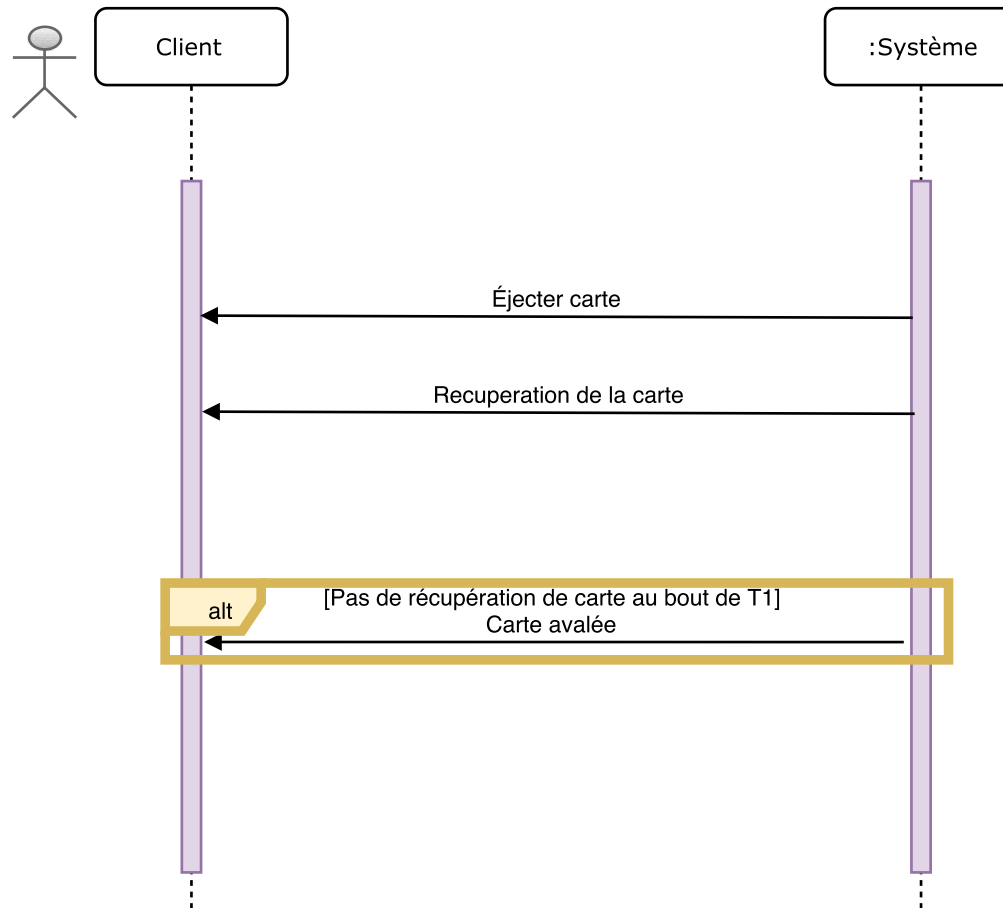 Client
:Système
Éjecter carte
Recuperation de la carte
alt
[Pas de récupération de carte au bout de T1]
Carte avalée